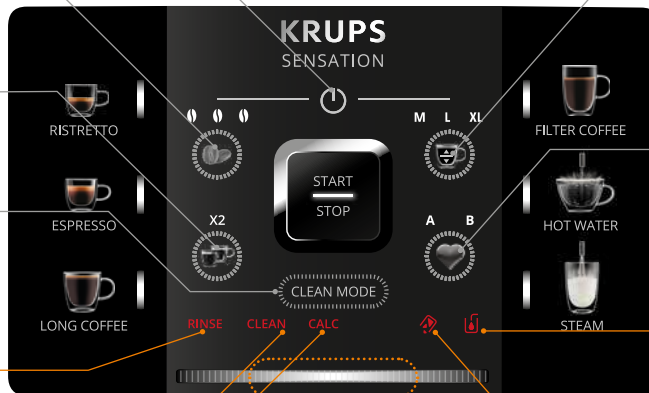 KRUPS
SENSATION
RISTRETTO
ESPRESSO
LONG COFFEE
X2
START
STOP
M L XL
A B
CLEAN MODE
RINSE CLEAN CALC
FILTER COFFEE
HOT WATER
STEAM